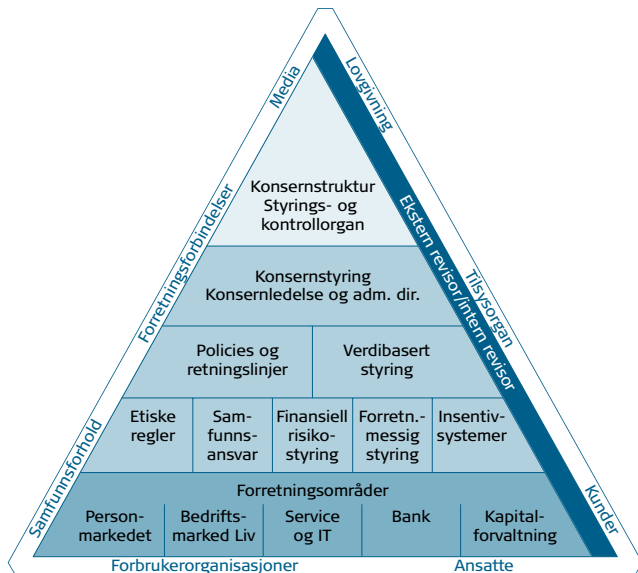 Media
Lovgivning
Forretningsforbindelser
Tilsysorgan
Ekstern revisor/intern revisor
Samfunnsforhold
Kunder
Konsernstruktur
Styrings- og
kontrollorgan
Konsernstyring
Konsernledelse og adm. dir.
Policies og
retningslinjer
Verdibasert
styring
Etiske
regler
Sam-
funns-
ansvar
Finansiell
risiko-
styring
Forretn.-
messig
styring
Insentiv-
systemer
Forretningsområder
Person-
markedet
Bedrifts-
marked Liv
Service
og IT
Bank
Kapital-
forvaltning
Forbrukerorganisasjoner
Ansatte